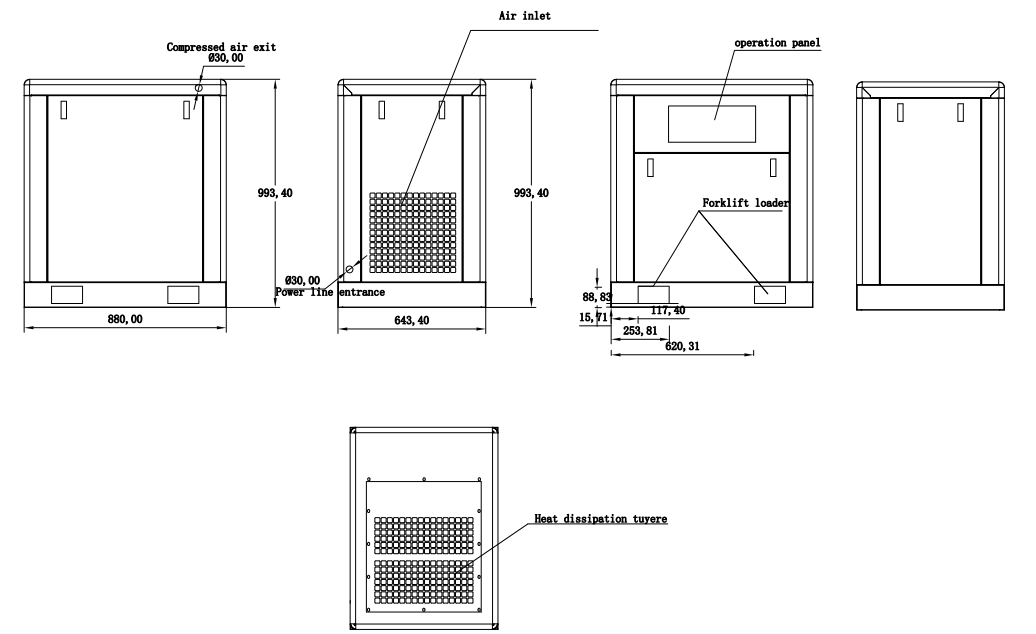 Air inlet
Compressed air exit
Ø30,00
operation panel
993,40
993,40
Forklift loader
Ø30,00
Power line entrance
88,83
15,71
117,40
880,00
643,40
253,81
620,31
Heat dissipation tuyere